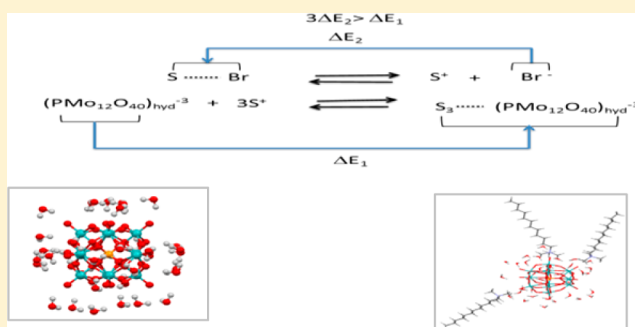 3ΔE₂> ΔE₁
ΔE₂
S ······· Br ⇌ S⁺ + Br⁻
(PMo₁₂O₄₀)hyd⁻³ + 3S⁺ ⇌ S₃······ (PMo₁₂O₄₀)hyd⁻³
ΔE₁